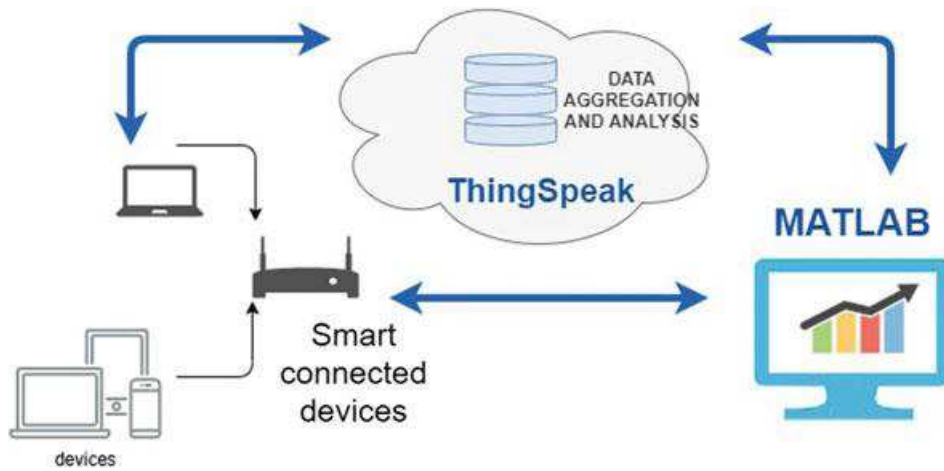 DATA
AGGREGATION
AND ANALYSIS
ThingSpeak
MATLAB
Smart
connected
devices
devices